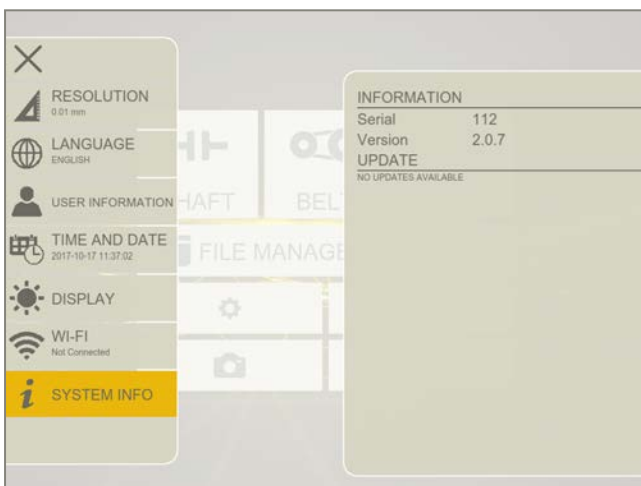 RESOLUTION
0.01 mm
LANGUAGE
ENGLISH
USER INFORMATION
TIME AND DATE
2017-10-17 11:37:02
DISPLAY
WI-FI
Not Connected
SYSTEM INFO
HAFT
BEL
FILE MANAGE
INFORMATION
Serial 112
Version 2.0.7
UPDATE
NO UPDATES AVAILABLE